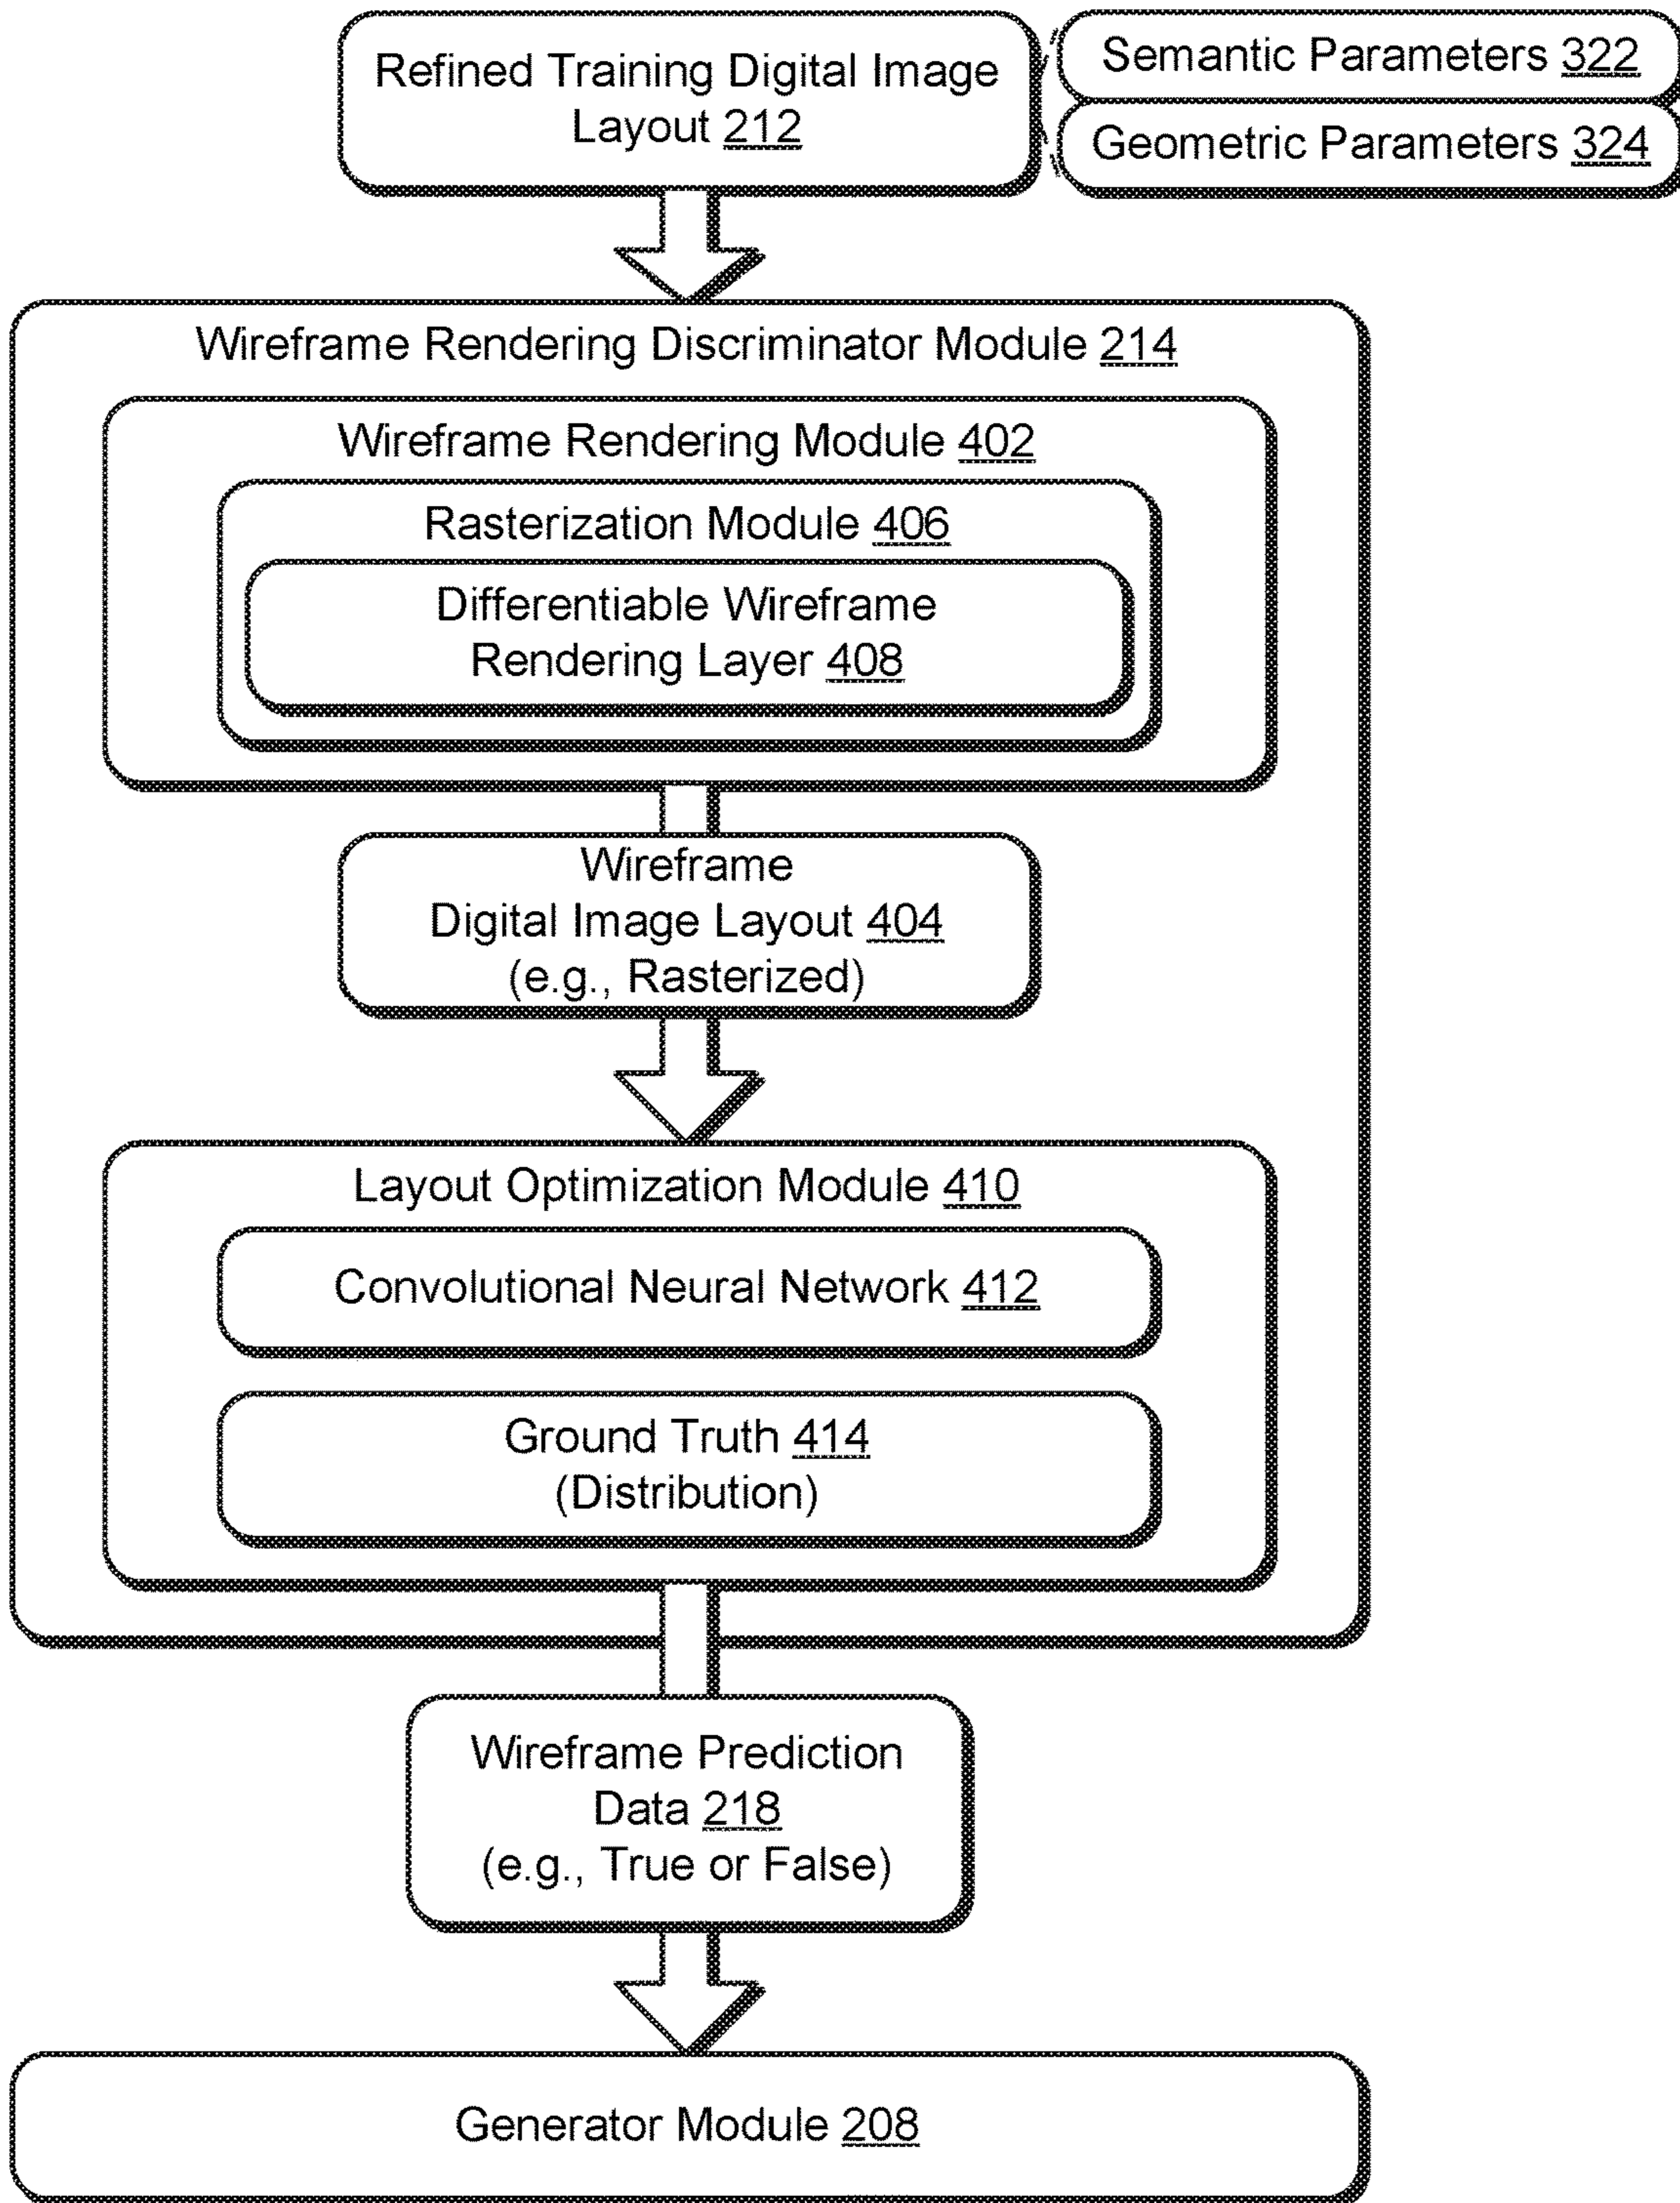 Refined Training Digital Image
Layout 212
Semantic Parameters 322
Geometric Parameters 324
Wireframe Rendering Discriminator Module 214
Wireframe Rendering Module 402
Rasterization Module 406
Differentiable Wireframe
Rendering Layer 408
Wireframe
Digital Image Layout 404
(e.g., Rasterized)
Layout Optimization Module 410
Convolutional Neural Network 412
Ground Truth 414
(Distribution)
Wireframe Prediction
Data 218
(e.g., True or False)
Generator Module 208